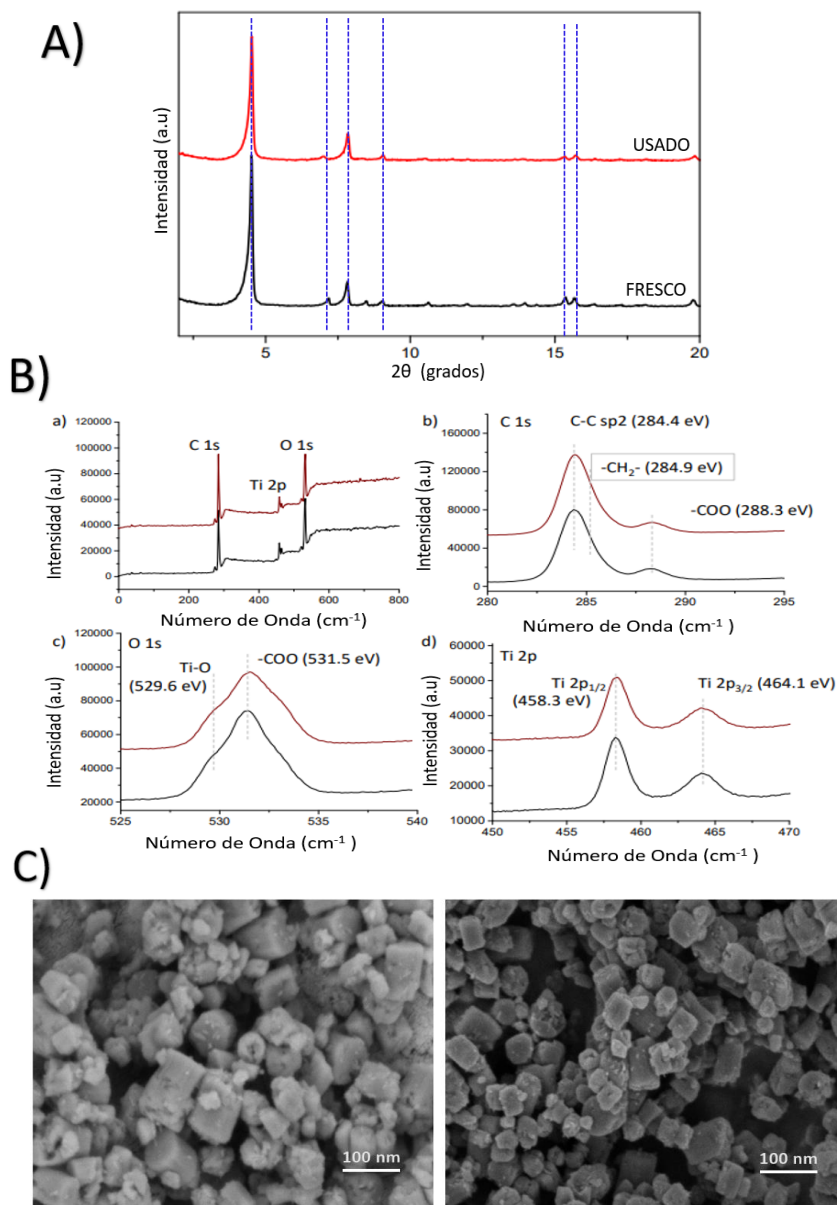 A)
Intensidad (a.u)
USADO
FRESCO
5
10
15
20
2θ (grados)
B)
a)
120000
100000
80000
60000
40000
20000
0
Intensidad (a.u)
C 1s
O 1s
Ti 2p
0
200
400
600
800
Número de Onda (cm⁻¹)
b)
C 1s
C-C sp2 (284.4 eV)
-CH₂- (284.9 eV)
-COO (288.3 eV)
160000
120000
80000
40000
0
Intensidad (a.u)
280
285
290
295
Número de Onda (cm⁻¹)
c)
O 1s
Ti-O
(529.6 eV)
-COO (531.5 eV)
120000
100000
80000
60000
40000
20000
Intensidad (a.u)
525
530
535
540
Número de Onda (cm⁻¹ )
d)
Ti 2p
Ti 2p₁/₂
(458.3 eV)
Ti 2p₃/₂ (464.1 eV)
60000
50000
40000
30000
20000
10000
Intensidad (a.u)
450
455
460
465
470
Número de Onda (cm⁻¹ )
C)
100 nm
100 nm